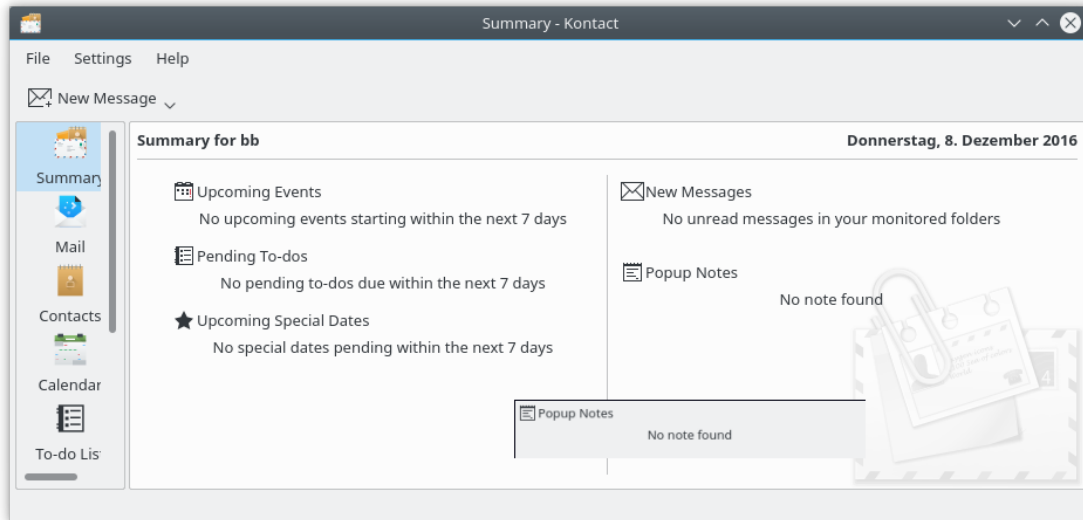 Summary - Kontact
File Settings Help
New Message
Summary for bb
Donnerstag, 8. Dezember 2016
Summary
Mail
Contacts
Calendar
To-do Lis
Upcoming Events
No upcoming events starting within the next 7 days
Pending To-dos
No pending to-dos due within the next 7 days
Upcoming Special Dates
No special dates pending within the next 7 days
New Messages
No unread messages in your monitored folders
Popup Notes
No note found
Popup Notes
No note found